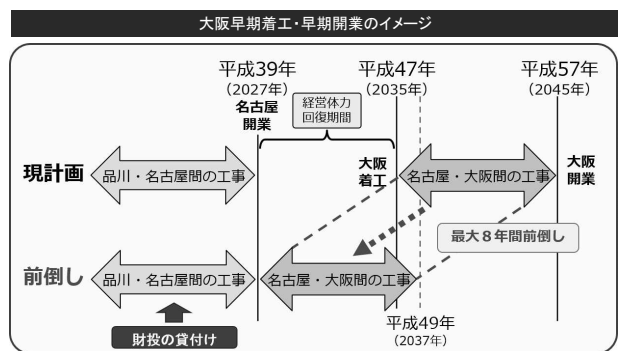 大阪早期着工・早期開業のイメージ
平成39年
(2027年)
名古屋
開業
経営体力
回復期間
平成47年
(2035年)
平成57年
(2045年)
現計画
品川・名古屋間の工事
大阪
着工
名古屋・大阪間の工事
大阪
開業
最大8年間前倒し
前倒し
品川・名古屋間の工事
名古屋・大阪間の工事
財投の貸付け
平成49年
(2037年)